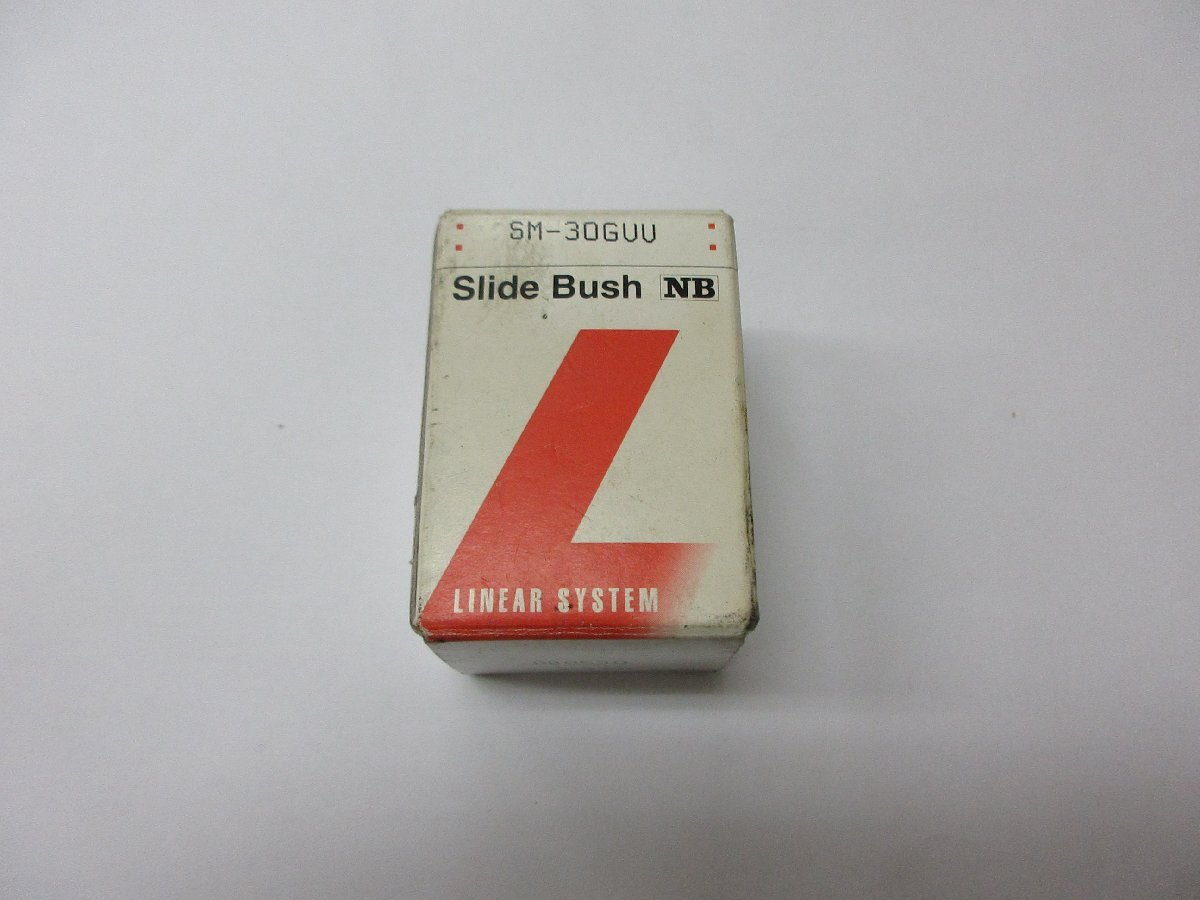 SM-30GUU
Slide Bush NB
LINEAR SYSTEM